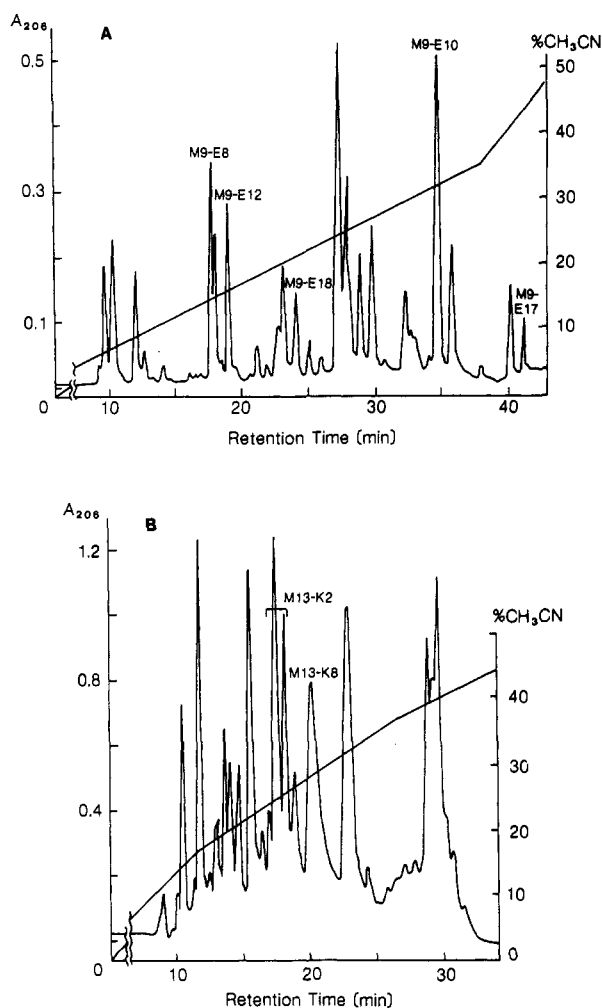 A₂₀₆
A
%CH₃CN
M9-E10
0.5
50
M9-E8
40
M9-E12
0.3
30
20
M9-E18
M9-
E17
0.1
10
0
10
20
30
40
Retention Time (min)
A₂₀₆
B
1.2
M13-K2
%CH₃CN
M13-K8
0.8
40
30
0.4
20
10
0
0
10
20
30
Retention Time (min)